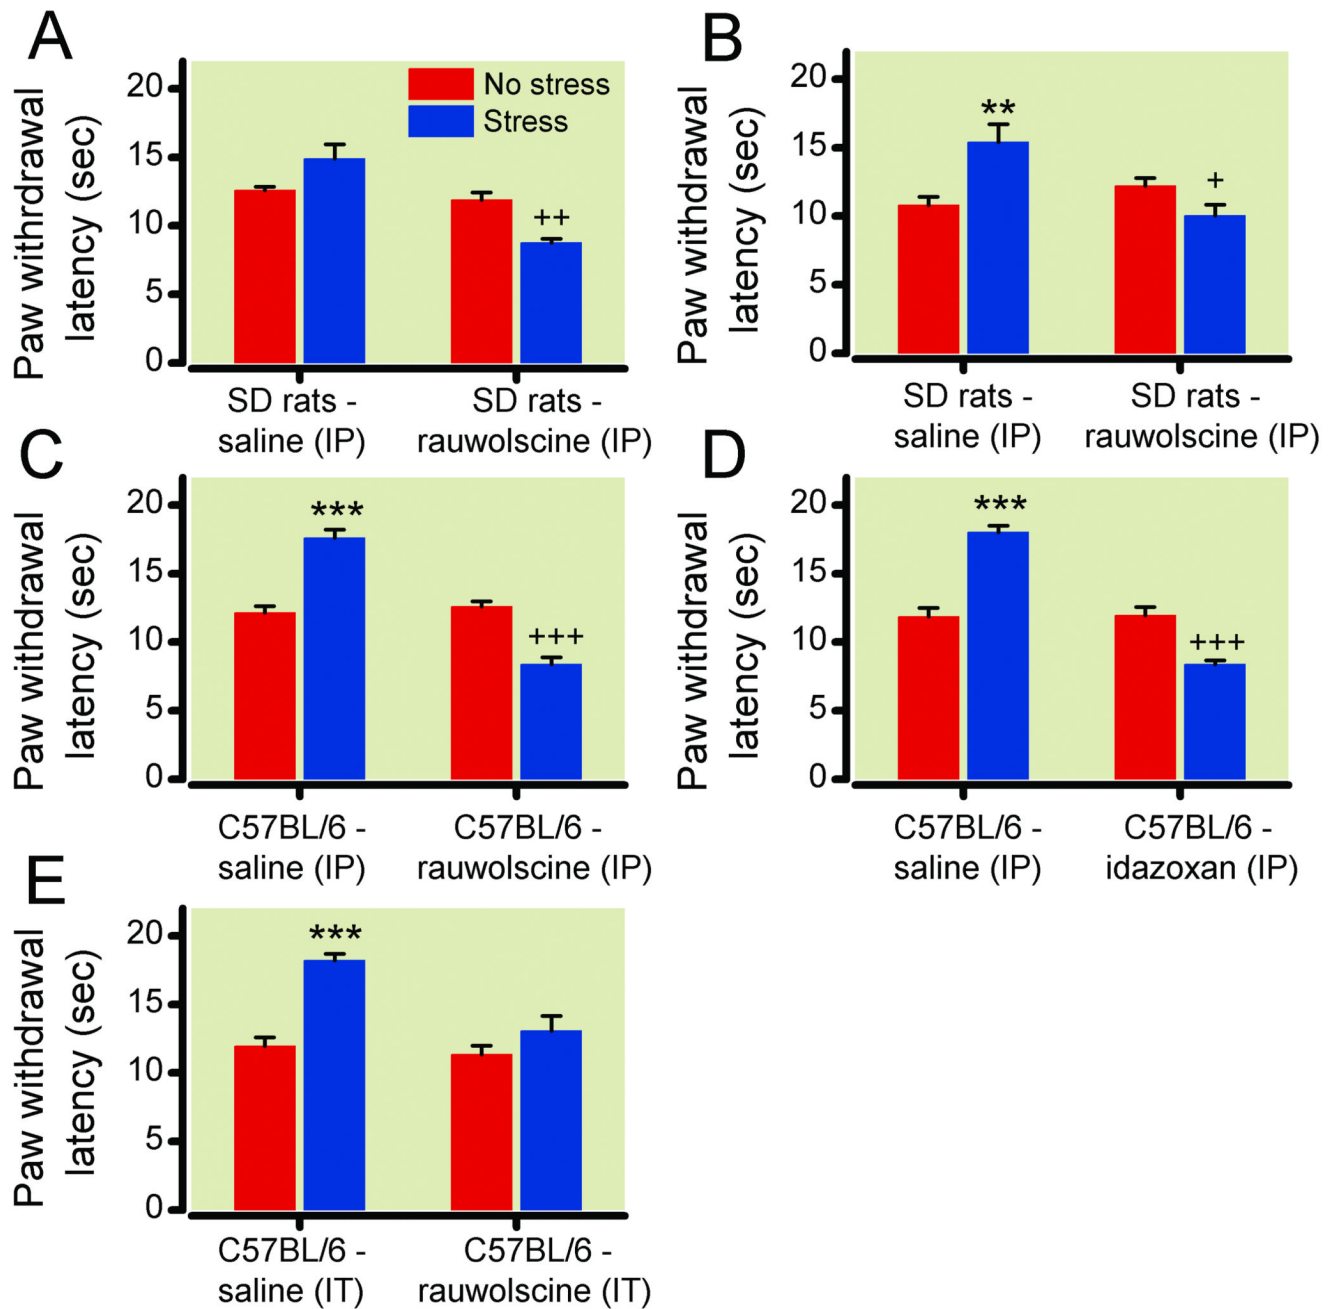 A
Paw withrdrawal
latency (sec)
20
15
10
5
0
No stress
Stress
++
SD rats -
saline (IP)
SD rats -
rauwolscine (IP)
B
Paw withdrawal
latency (sec)
20
15
10
5
0
**
+
SD rats -
saline (IP)
SD rats -
rauwolscine (IP)
C
Paw withdrawal
latency (sec)
20
15
10
5
0
***
+++
C57BL/6 -
saline (IP)
C57BL/6 -
rauwolscine (IP)
D
Paw withdrawal
latency (sec)
20
15
10
5
0
***
+++
C57BL/6 -
saline (IP)
C57BL/6 -
idazoxan (IP)
E
Paw withdrawal
latency (sec)
20
15
10
5
0
***
C57BL/6 -
saline (IT)
C57BL/6 -
rauwolscine (IT)